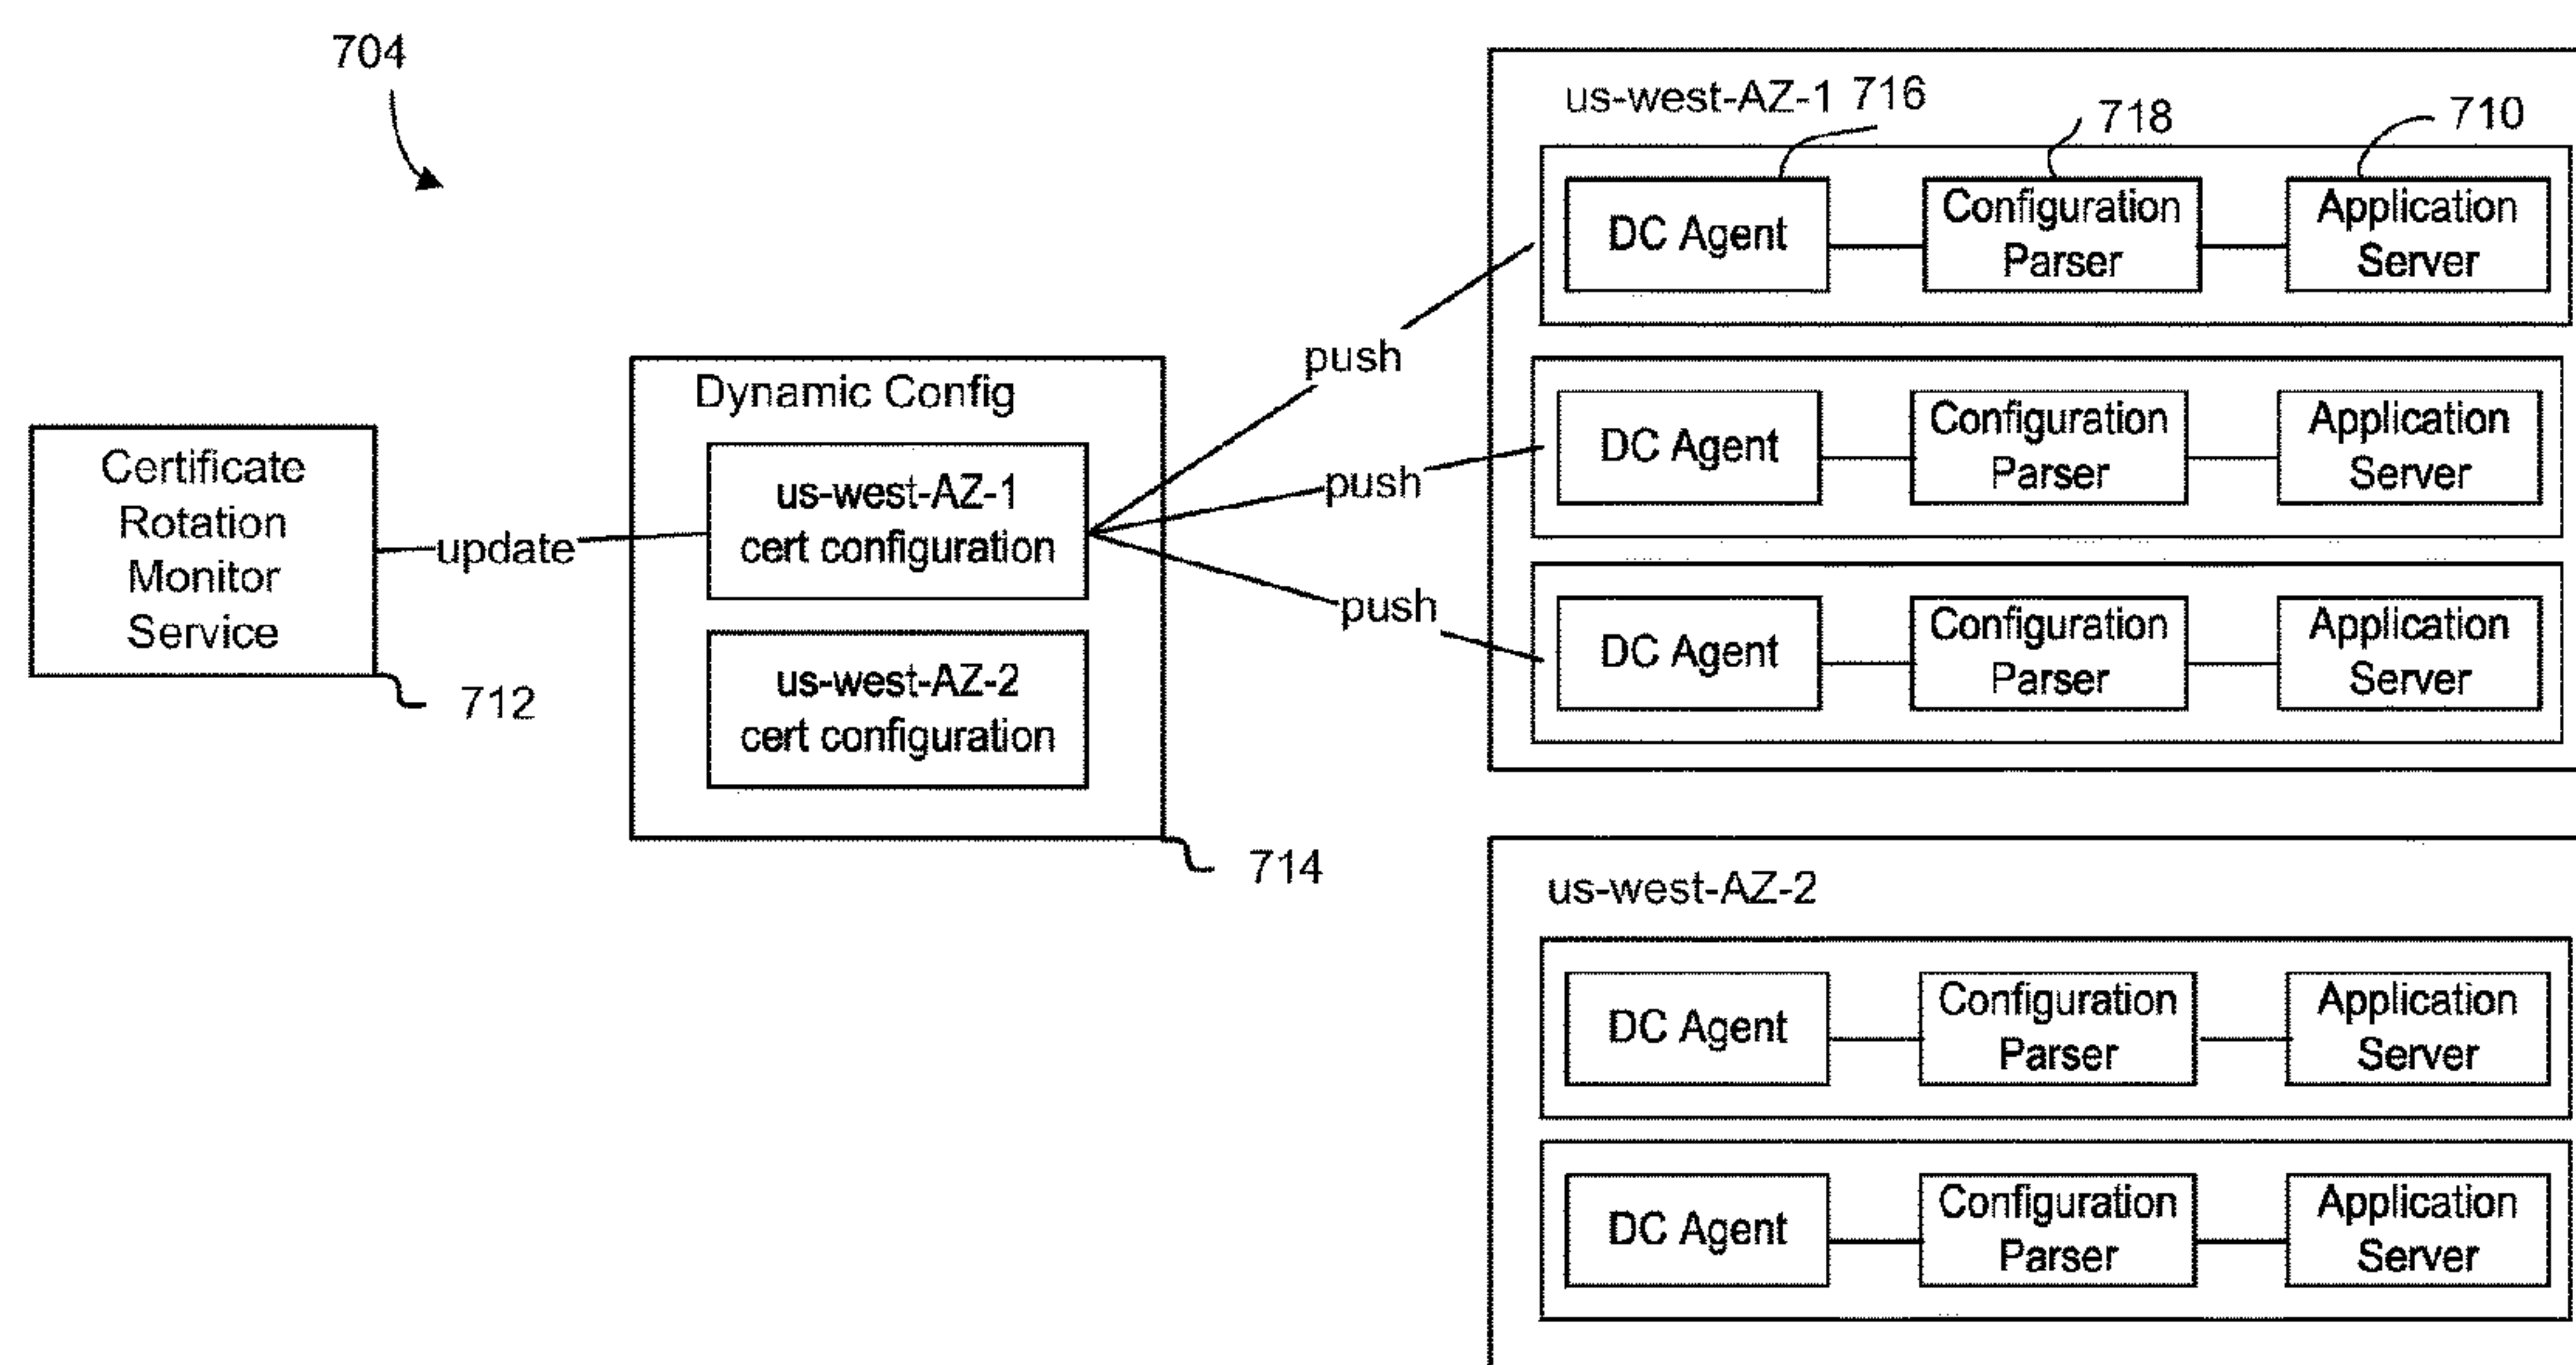 704
us-west-AZ-1 716
718
710
DC Agent
Configuration
Parser
Application
Server
push
DC Agent
Configuration
Parser
Application
Server
push
DC Agent
Configuration
Parser
Application
Server
push
Dynamic Config
us-west-AZ-1
cert configuration
us-west-AZ-2
cert configuration
714
Certificate
Rotation
Monitor
Service
712
update
us-west-AZ-2
DC Agent
Configuration
Parser
Application
Server
DC Agent
Configuration
Parser
Application
Server